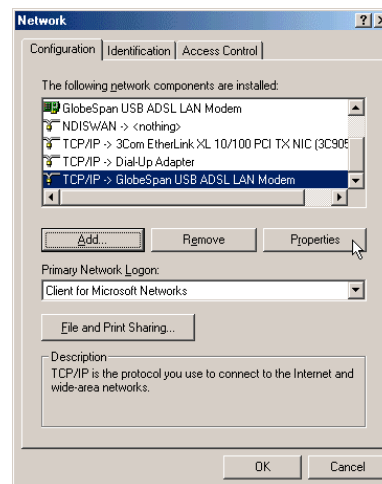 Network
Configuration Identification Access Control
The following network components are installed:
GlobeSpan USB ADSL LAN Modem
NDISWAN -> <nothing>
TCP/IP -> 3Com EtherLink XL 10/100 PCI TX NIC (3C905
TCP/IP -> Dial-Up Adapter
TCP/IP -> GlobeSpan USB ADSL LAN Modem
Add... Remove Properties
Primary Network Logon:
Client for Microsoft Networks
File and Print Sharing...
Description
TCP/IP is the protocol you use to connect to the Internet and
wide-area networks.
OK Cancel